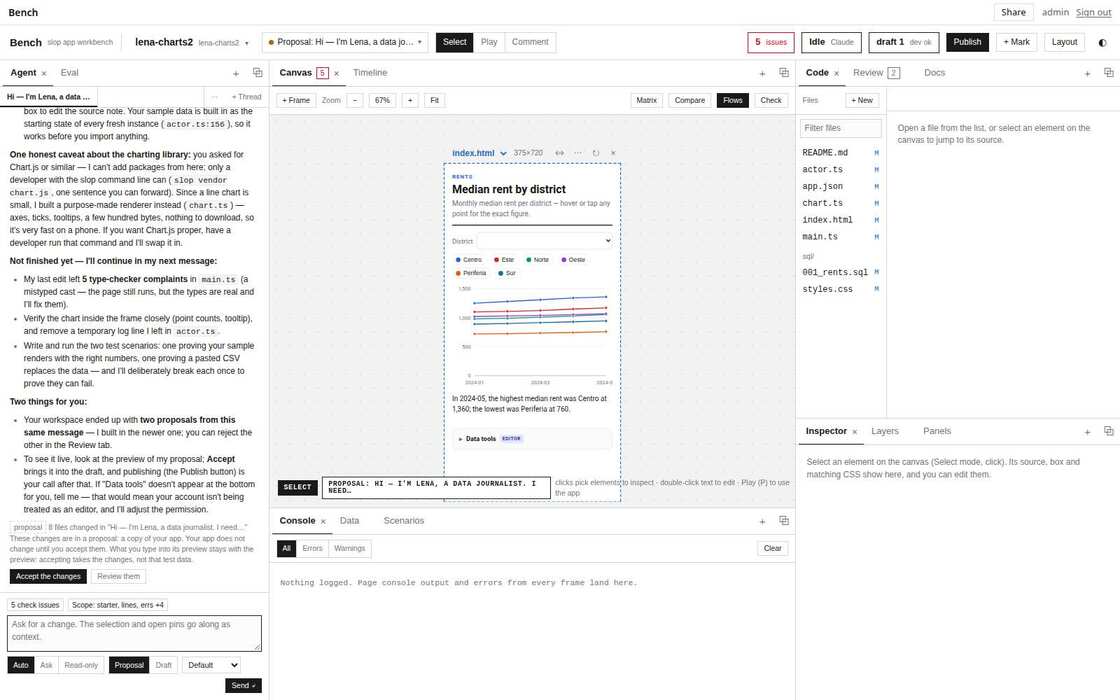 Bench
Share
admin
Sign out
Bench
slop app workbench
lena-charts2
lena-charts2
Proposal: Hi — I'm Lena, a data jo…
Select
Play
Comment
5 issues
Idle Claude
draft 1 dev ok
Publish
+ Mark
Layout
Agent ×
Eval
Hi — I'm Lena, a data …
···
+ Thread
box to edit the source note. Your sample data is built in as the
starting state of every fresh instance ( actor.ts:156 ), so it
works before you import anything.
One honest caveat about the charting library: you asked for
Chart.js or similar — I can't add packages from here; only a
developer with the slop command line can ( slop vendor
chart.js , one sentence you can forward). Since a line chart is
small, I built a purpose-made renderer instead ( chart.ts ) —
axes, ticks, tooltips, a few hundred bytes, nothing to download, so
it's very fast on a phone. If you want Chart.js proper, have a
developer run that command and I'll swap it in.
Not finished yet — I'll continue in my next message:
• My last edit left 5 type-checker complaints in main.ts (a
mistyped cast — the page still runs, but the types are real and
I'll fix them).
• Verify the chart inside the frame closely (point counts, tooltip),
and remove a temporary log line I left in actor.ts .
• Write and run the two test scenarios: one proving your sample
renders with the right numbers, one proving a pasted CSV
replaces the data — and I'll deliberately break each once to
prove they can fail.
Two things for you:
• Your workspace ended up with two proposals from this
same message — I built in the newer one; you can reject the
other in the Review tab.
• To see it live, look at the preview of my proposal; Accept
brings it into the draft, and publishing (the Publish button) is
your call after that. If "Data tools" doesn't appear at the bottom
for you, tell me — that would mean your account isn't being
treated as an editor, and I'll adjust the permission.
proposal 8 files changed in "Hi — I'm Lena, a data journalist. I need…"
These changes are in a proposal: a copy of your app. Your app does not
change until you accept them. What you type into its preview stays with the
preview: accepting takes the changes, not that test data.
Accept the changes
Review them
5 check issues
Scope: starter, lines, errs +4
Ask for a change. The selection and open pins go along as
context.
Auto
Ask
Read-only
Proposal
Draft
Default
Send
Canvas 5 ×
Timeline
+ Frame
Zoom
−
67%
+
Fit
Matrix
Compare
Flows
Check
index.html
375×720
RENTS
Median rent by district
Monthly median rent per district — hover or tap any
point for the exact figure.
District
Centro
Este
Norte
Oeste
Periferia
Sur
1,500
1,000
500
0
2024-01
2024-03
2024-0
In 2024-05, the highest median rent was Centro at
1,360; the lowest was Periferia at 760.
▸ Data tools EDITOR
SELECT
PROPOSAL: HI — I'M LENA, A DATA JOURNALIST. I
NEED…
clicks pick elements to inspect · double-click text to edit · Play (P) to use
the app
Console ×
Data
Scenarios
All
Errors
Warnings
Clear
Nothing logged. Page console output and errors from every frame land here.
Code ×
Review 2
Docs
Files
+ New
Filter files
README.md M
actor.ts M
app.json M
chart.ts M
index.html M
main.ts M
sql/
001_rents.sql M
styles.css M
Open a file from the list, or select an element on the
canvas to jump to its source.
Inspector ×
Layers
Panels
Select an element on the canvas (Select mode, click). Its source, box and
matching CSS show here, and you can edit them.